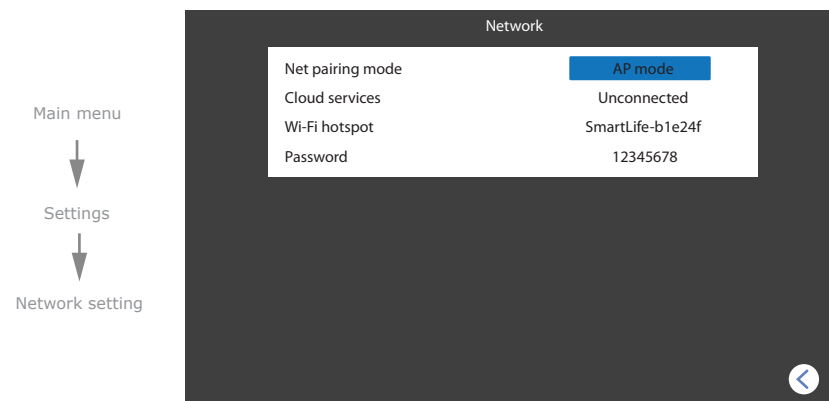 Main menu
Settings
Network setting
Network
Net pairing mode AP mode
Cloud services Unconnected
Wi-Fi hotspot SmartLife-b1e24f
Password 12345678